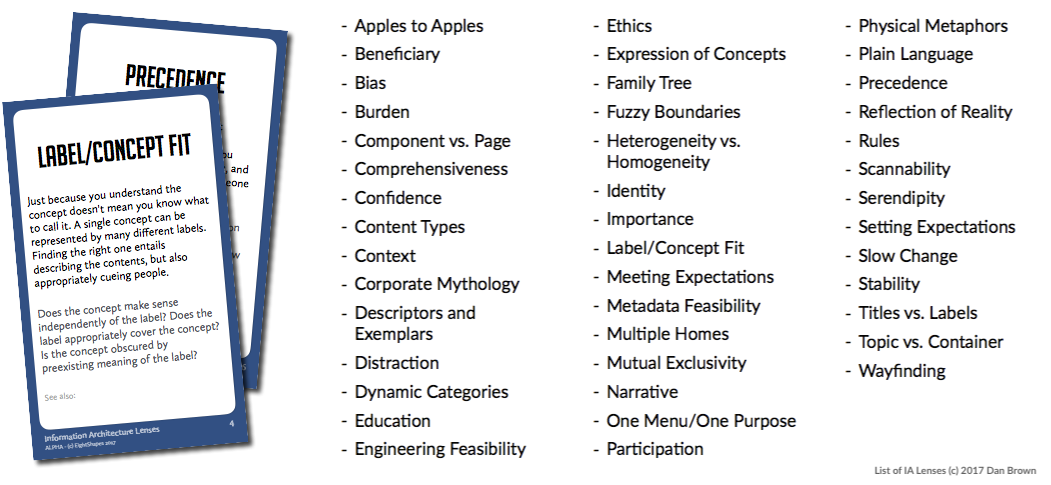 PRECEDENCE
ou
, and
eone
on
w
LABEL/CONCEPT FIT
Just because you understand the
concept doesn't mean you know what
to call it. A single concept can be
represented by many different labels.
Finding the right one entails
describing the contents, but also
appropriately cueing people.
Does the concept make sense
independently of the label? Does the
label appropriately cover the concept?
Is the concept obscured by
preexisting meaning of the label?
See also:
Information Architecture Lenses
ALPHA - (c) EightShapes 2017
4
- Apples to Apples
- Beneficiary
- Bias
- Burden
- Component vs. Page
- Comprehensiveness
- Confidence
- Content Types
- Context
- Corporate Mythology
- Descriptors and
Exemplars
- Distraction
- Dynamic Categories
- Education
- Engineering Feasibility
- Ethics
- Expression of Concepts
- Family Tree
- Fuzzy Boundaries
- Heterogeneity vs.
Homogeneity
- Identity
- Importance
- Label/Concept Fit
- Meeting Expectations
- Metadata Feasibility
- Multiple Homes
- Mutual Exclusivity
- Narrative
- One Menu/One Purpose
- Participation
- Physical Metaphors
- Plain Language
- Precedence
- Reflection of Reality
- Rules
- Scannability
- Serendipity
- Setting Expectations
- Slow Change
- Stability
- Titles vs. Labels
- Topic vs. Container
- Wayfinding
List of IA Lenses (c) 2017 Dan Brown